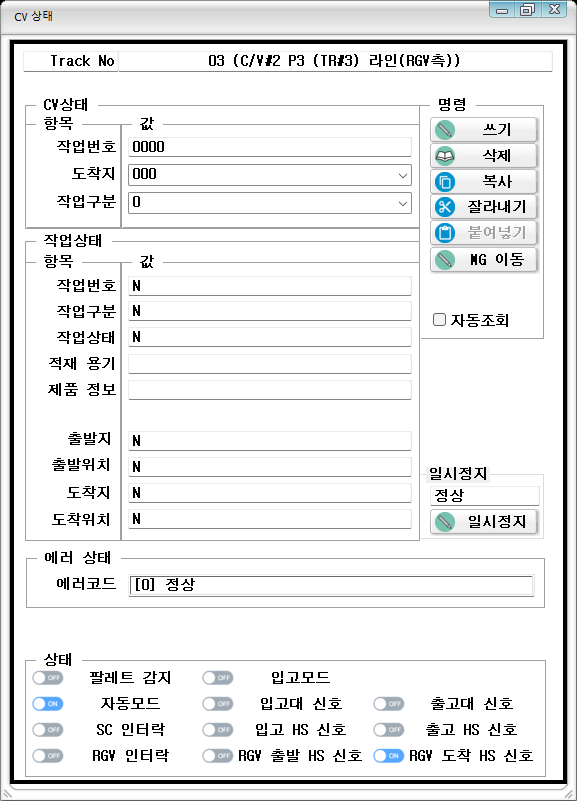 CV 상태
Track No 03 (C/V#2 P3 (TR#3) 라인(RGV측))
CV상태
항목 값
작업번호 0000
도착지 000
작업구분 0
명령
쓰기
삭제
복사
잘라내기
붙여넣기
MG 이동
자동조회
작업상태
항목 값
작업번호 N
작업구분 N
작업상태 N
적재 용기
제품 정보
출발지 N
출발위치 N
도착지 N
도착위치 N
일시정지
정상
일시정지
에러 상태
에러코드 [0] 정상
상태
OFF 팔레트 감지 OFF 입고모드
ON 자동모드 OFF 입고대 신호 OFF 출고대 신호
OFF SC 인터락 OFF 입고 HS 신호 OFF 출고 HS 신호
OFF RGV 인터락 OFF RGV 출발 HS 신호 ON RGV 도착 HS 신호